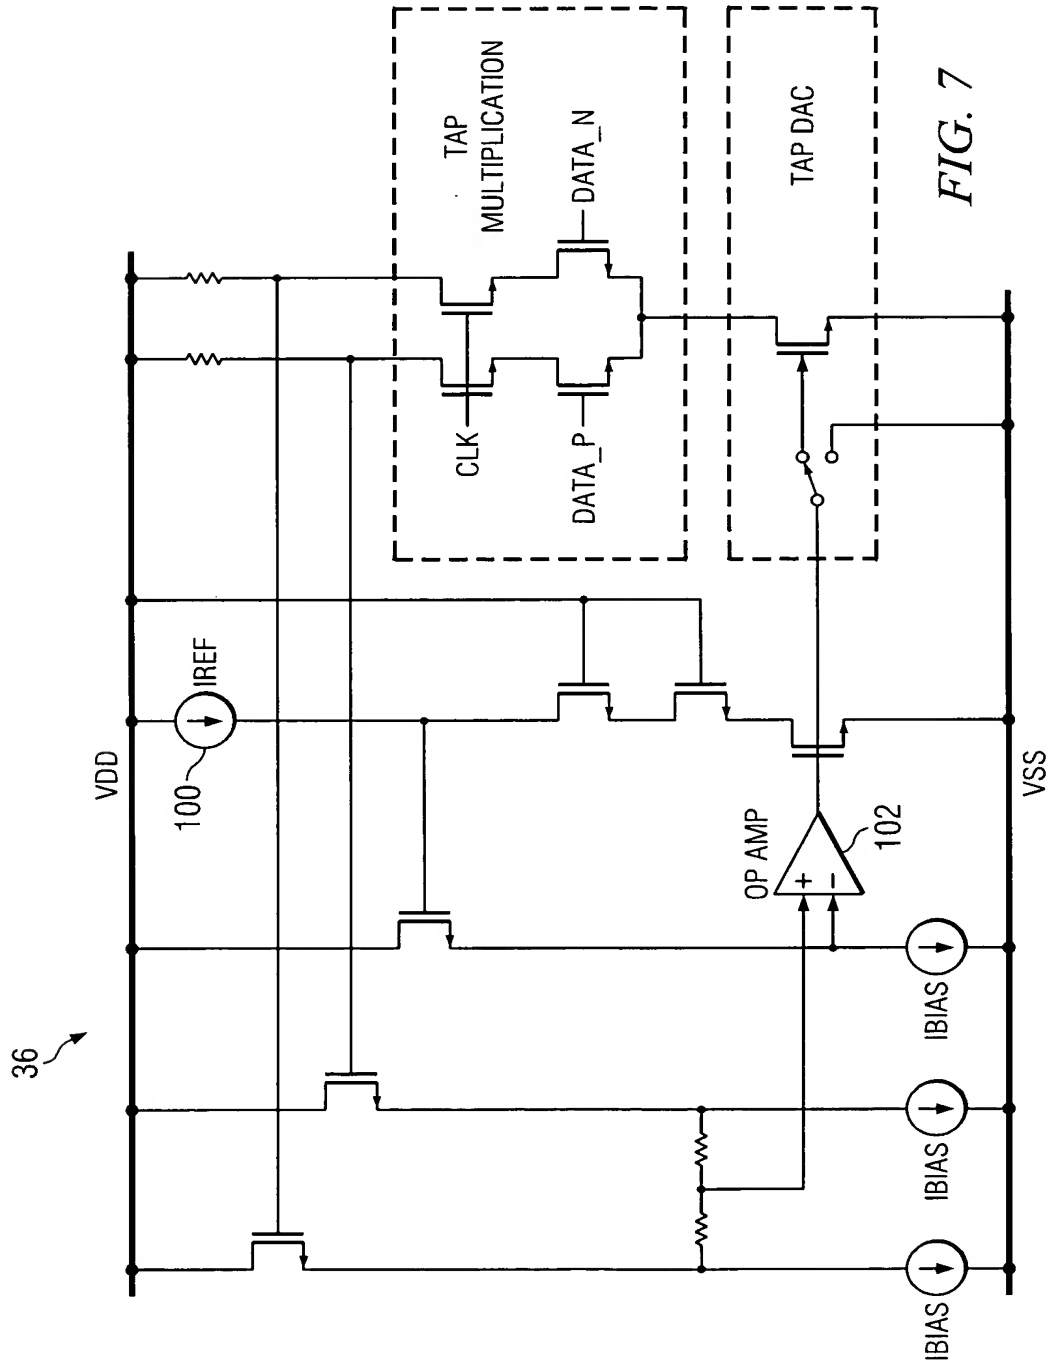 36
VDD
100
IREF
TAP
MULTIPLICATION
CLK
DATA_P
DATA_N
OP AMP
+
−
102
TAP DAC
IBIAS
IBIAS
IBIAS
VSS
FIG. 7